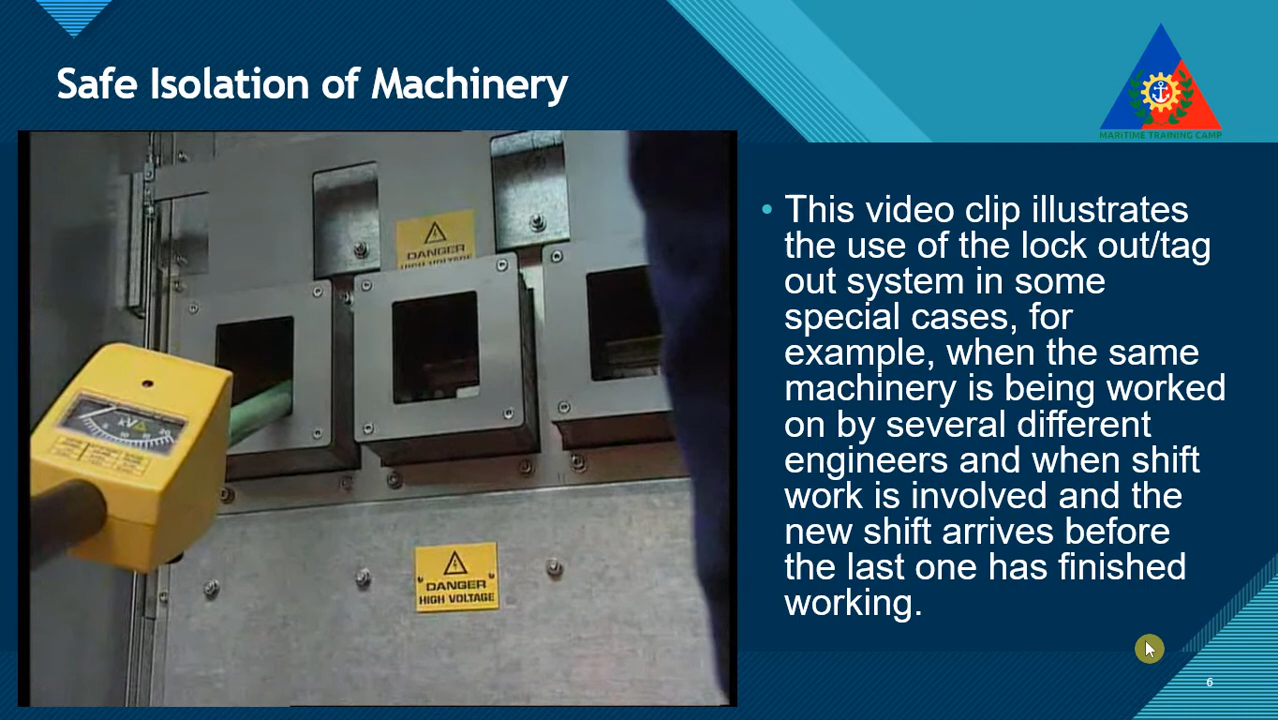 Safe Isolation of Machinery
MARITIME TRAINING CAMP
DANGER
HIGH VOLTAGE
kV
DANGER
HIGH VOLTAGE
• This video clip illustrates
the use of the lock out/tag
out system in some
special cases, for
example, when the same
machinery is being worked
on by several different
engineers and when shift
work is involved and the
new shift arrives before
the last one has finished
working.
6